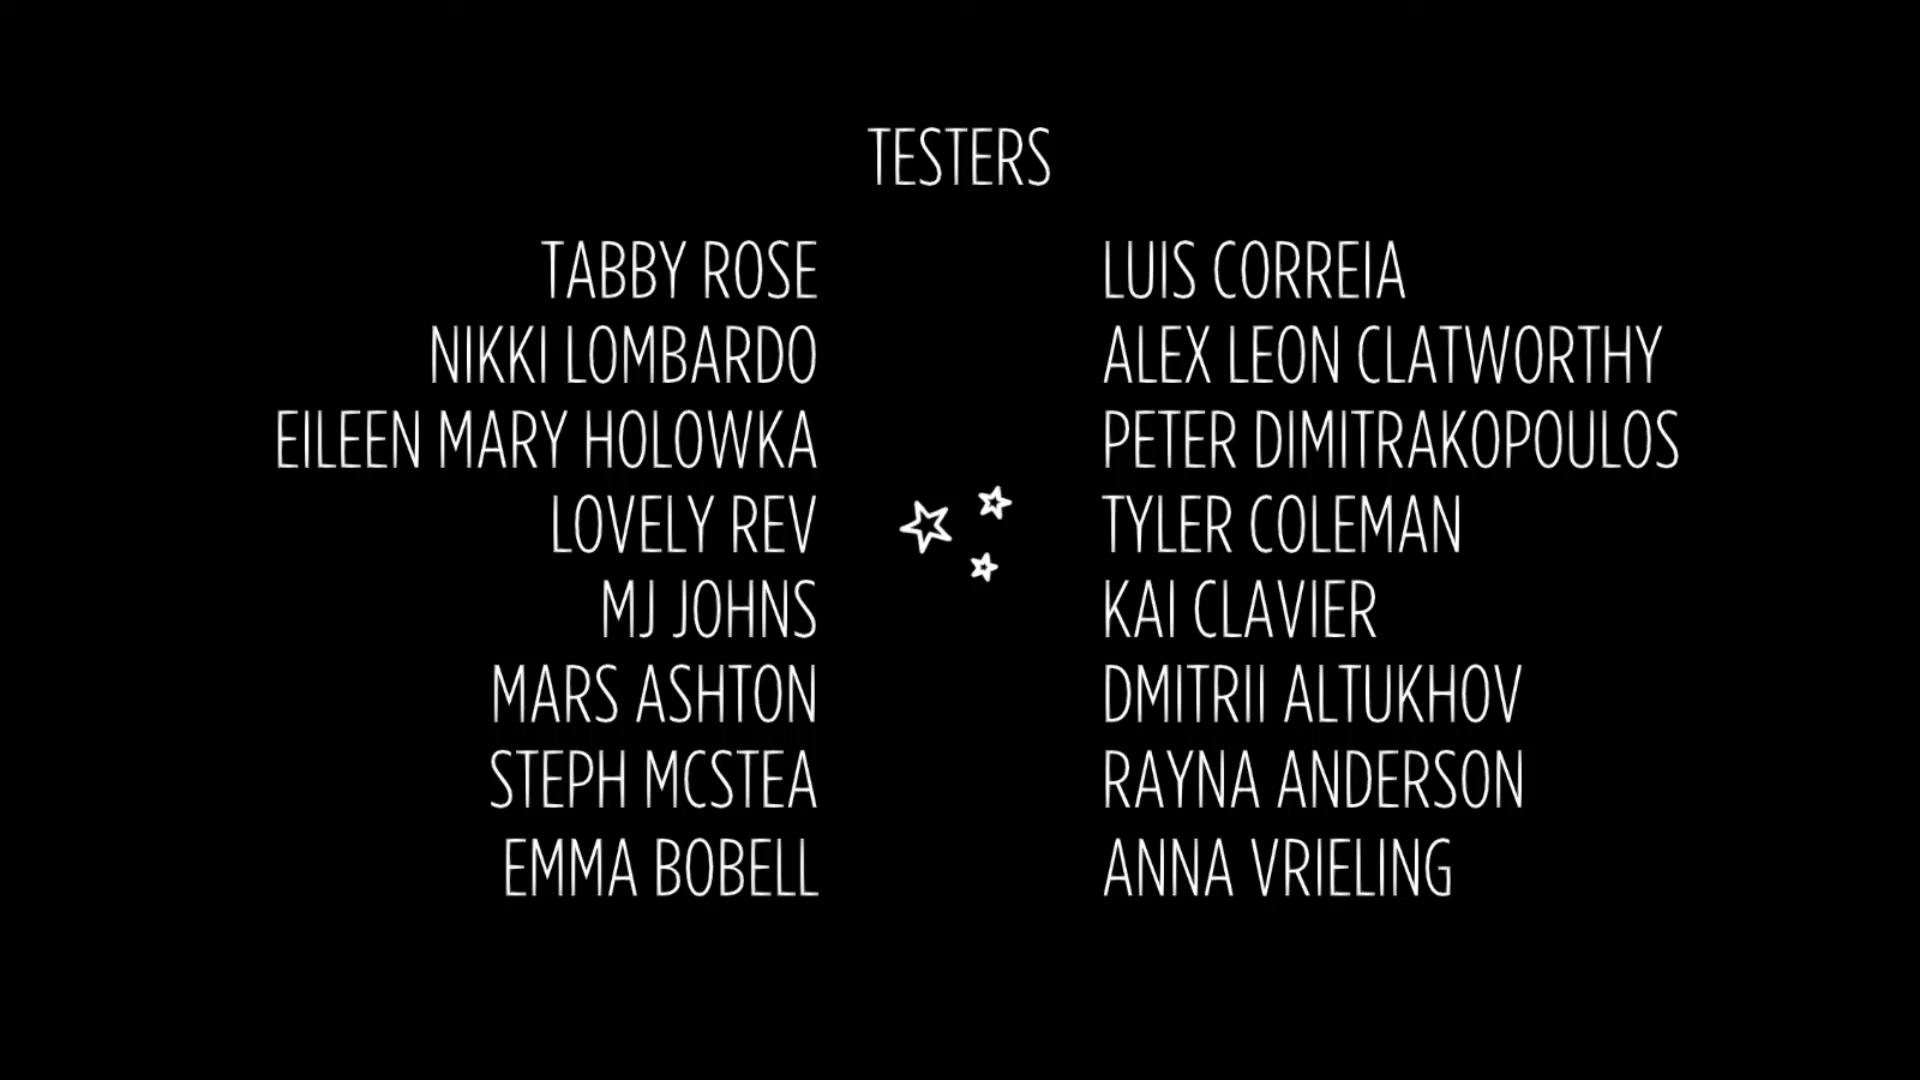 TESTERS
TABBY ROSE
NIKKI LOMBARDO
EILEEN MARY HOLOWKA
LOVELY REV
MJ JOHNS
MARS ASHTON
STEPH MCSTEA
EMMA BOBELL
LUIS CORREIA
ALEX LEON CLATWORTHY
PETER DIMITRAKOPOULOS
TYLER COLEMAN
KAI CLAVIER
DMITRII ALTUKHOV
RAYNA ANDERSON
ANNA VRIELING